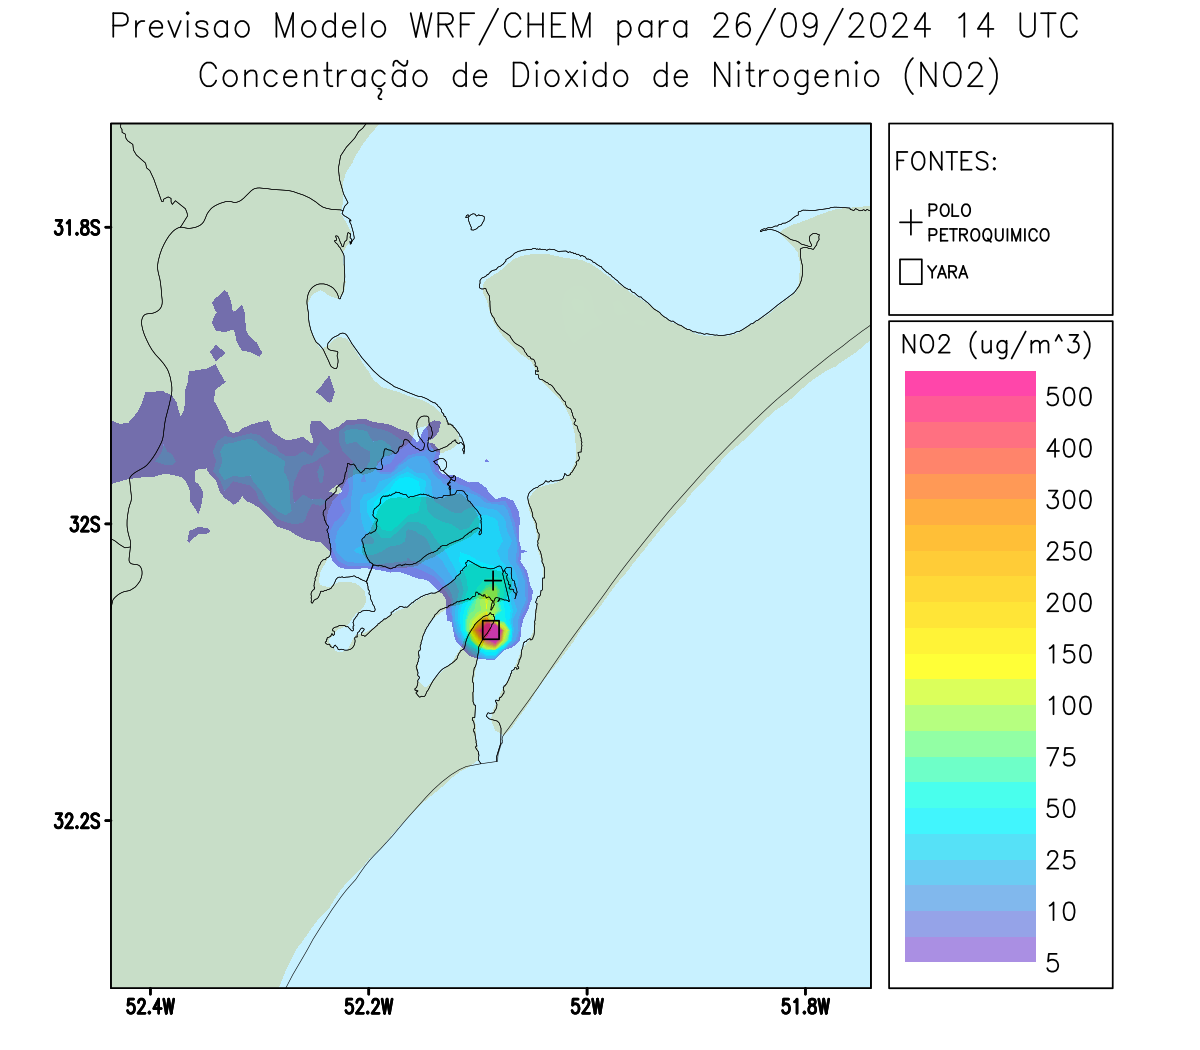 Previsao Modelo WRF/CHEM para 26/09/2024 14 UTC
Concentração de Dioxido de Nitrogenio (NO2)
FONTES:
POLO
PETROQUIMICO
YARA
NO2 (ug/m^3)
500
400
300
250
200
150
100
75
50
25
10
5
31.8S
32S
32.2S
52.4W
52.2W
52W
51.8W